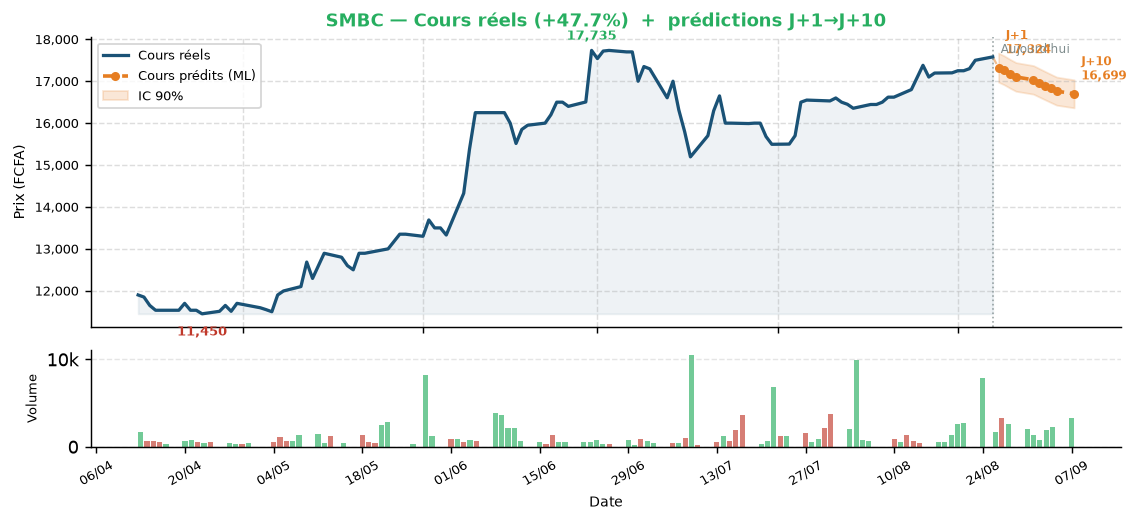 SMBC — Cours réels (+47.7%) + prédictions J+1→J+10
17,735
J+1
17,324
Aujourd'hui
J+10
16,699
Cours réels
Cours prédits (ML)
IC 90%
18,000
17,000
16,000
15,000
14,000
13,000
12,000
Prix (FCFA)
11,450
10k
0
Volume
06/04
20/04
04/05
18/05
01/06
15/06
29/06
13/07
27/07
10/08
24/08
07/09
Date